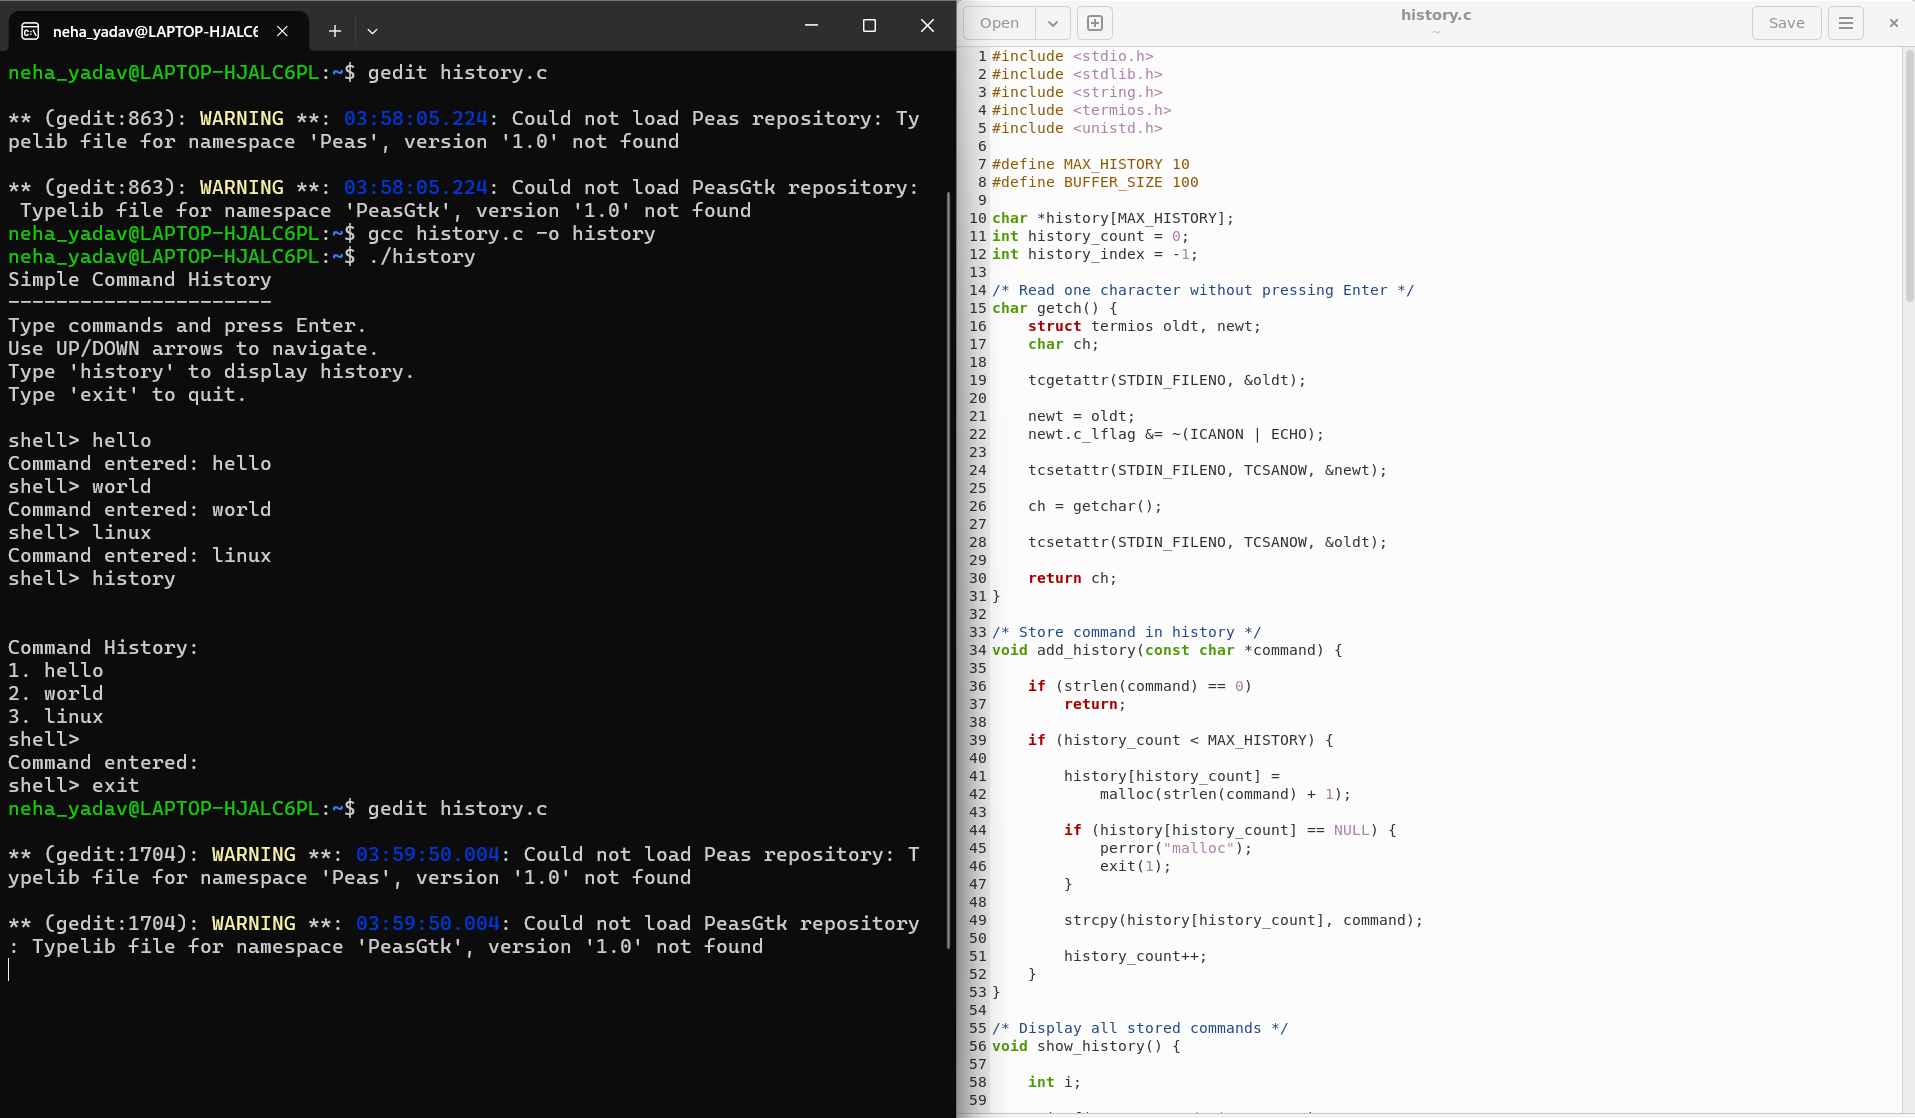 neha_yadav@LAPTOP-HJALC6
neha_yadav@LAPTOP-HJALC6PL:~$ gedit history.c
** (gedit:863): WARNING **: 03:58:05.224: Could not load Peas repository: Ty
pelib file for namespace 'Peas', version '1.0' not found
** (gedit:863): WARNING **: 03:58:05.224: Could not load PeasGtk repository:
 Typelib file for namespace 'PeasGtk', version '1.0' not found
neha_yadav@LAPTOP-HJALC6PL:~$ gcc history.c -o history
neha_yadav@LAPTOP-HJALC6PL:~$ ./history
Simple Command History
----------------------
Type commands and press Enter.
Use UP/DOWN arrows to navigate.
Type 'history' to display history.
Type 'exit' to quit.
shell> hello
Command entered: hello
shell> world
Command entered: world
shell> linux
Command entered: linux
shell> history
Command History:
1. hello
2. world
3. linux
shell>
Command entered:
shell> exit
neha_yadav@LAPTOP-HJALC6PL:~$ gedit history.c
** (gedit:1704): WARNING **: 03:59:50.004: Could not load Peas repository: T
ypelib file for namespace 'Peas', version '1.0' not found
** (gedit:1704): WARNING **: 03:59:50.004: Could not load PeasGtk repository
: Typelib file for namespace 'PeasGtk', version '1.0' not found
Open
history.c
~
Save
1 #include <stdio.h>
2 #include <stdlib.h>
3 #include <string.h>
4 #include <termios.h>
5 #include <unistd.h>
6
7 #define MAX_HISTORY 10
8 #define BUFFER_SIZE 100
9
10 char *history[MAX_HISTORY];
11 int history_count = 0;
12 int history_index = -1;
13
14 /* Read one character without pressing Enter */
15 char getch() {
16     struct termios oldt, newt;
17     char ch;
18
19     tcgetattr(STDIN_FILENO, &oldt);
20
21     newt = oldt;
22     newt.c_lflag &= ~(ICANON | ECHO);
23
24     tcsetattr(STDIN_FILENO, TCSANOW, &newt);
25
26     ch = getchar();
27
28     tcsetattr(STDIN_FILENO, TCSANOW, &oldt);
29
30     return ch;
31 }
32
33 /* Store command in history */
34 void add_history(const char *command) {
35
36     if (strlen(command) == 0)
37         return;
38
39     if (history_count < MAX_HISTORY) {
40
41         history[history_count] =
42             malloc(strlen(command) + 1);
43
44         if (history[history_count] == NULL) {
45             perror("malloc");
46             exit(1);
47         }
48
49         strcpy(history[history_count], command);
50
51         history_count++;
52     }
53 }
54
55 /* Display all stored commands */
56 void show_history() {
57
58     int i;
59